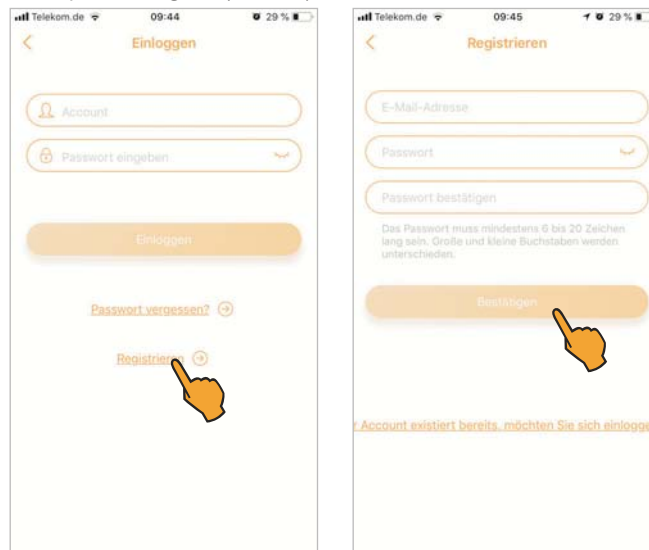 Telekom.de 09:44 29 %
Einloggen
Account
Passwort eingeben
Einloggen
Passwort vergessen?
Registrieren
Telekom.de 09:45 29 %
Registrieren
E-Mail-Adresse
Passwort
Passwort bestätigen
Das Passwort muss mindestens 6 bis 20 Zeichen
lang sein. Große und kleine Buchstaben werden
unterschieden.
Bestätigen
Account existiert bereits, möchten Sie sich einlogge